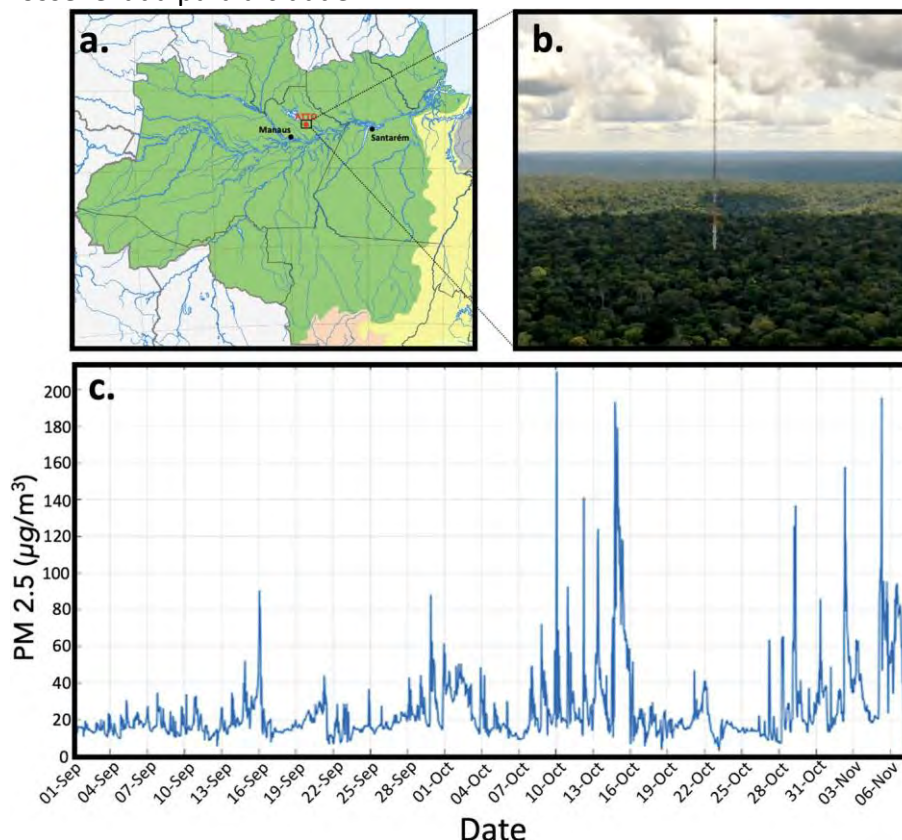 a.
ATTO
Manaus
Santarém
b.
c.
PM 2.5 (μg/m³)
200
180
160
140
120
100
80
60
40
20
0
01-Sep
04-Sep
07-Sep
10-Sep
13-Sep
16-Sep
19-Sep
22-Sep
25-Sep
28-Sep
01-Oct
04-Oct
07-Oct
10-Oct
13-Oct
16-Oct
19-Oct
22-Oct
25-Oct
28-Oct
31-Oct
03-Nov
06-Nov
Date